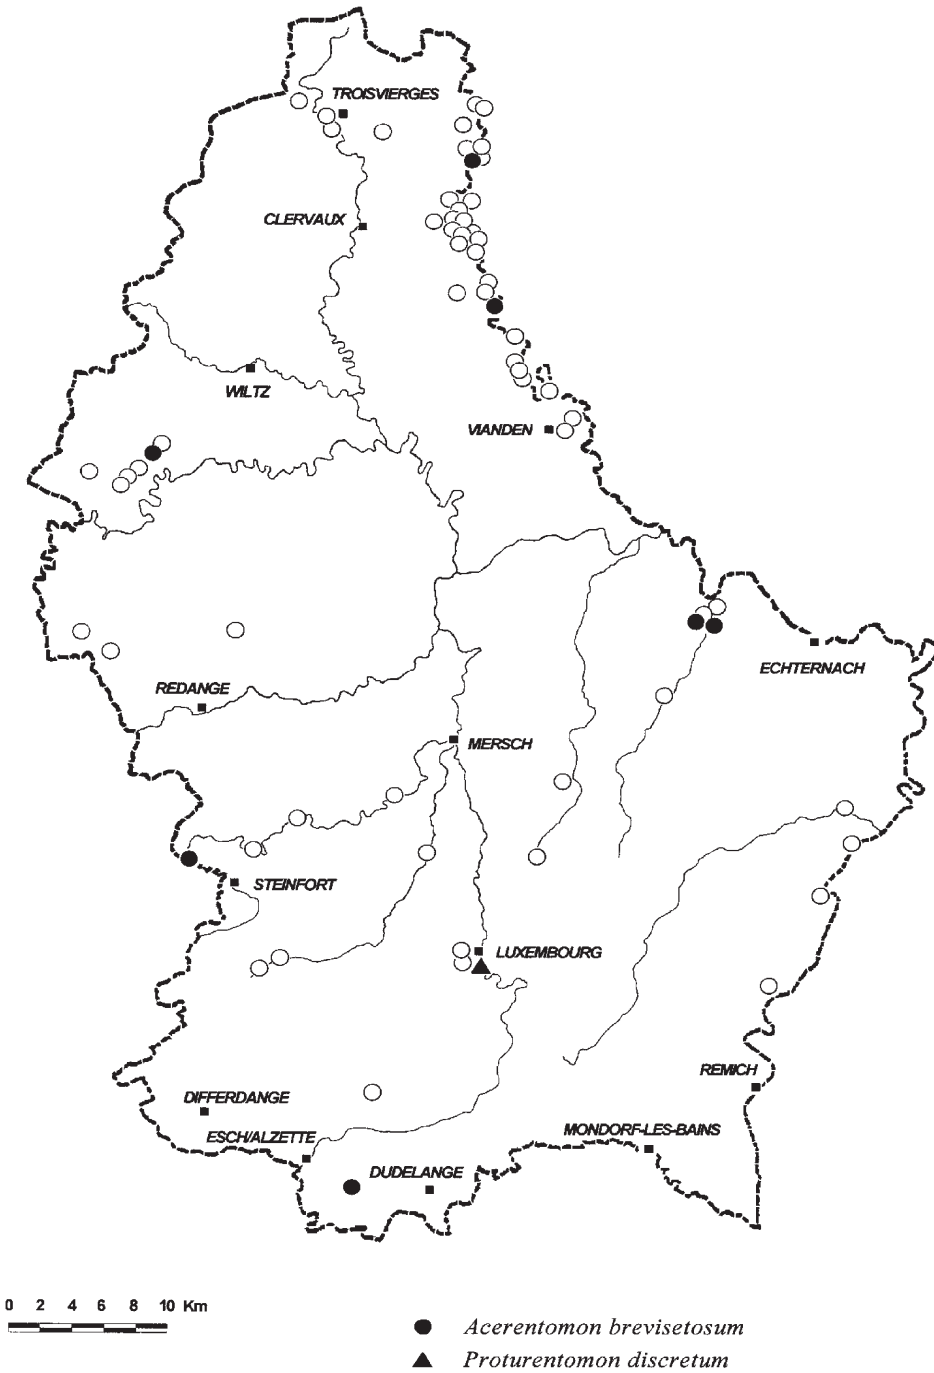 TROISVIERGES
CLERVAUX
WILTZ
VIANDEN
ECHTERNACH
REDANGE
MERSCH
STEINFORT
LUXEMBOURG
REMICH
DIFFERDANGE
MONDORF-LES-BAINS
ESCH/ALZETTE
DUDELANGE
0 2 4 6 8 10 Km
Acerentomon brevisetosum
Proturentomon discretum